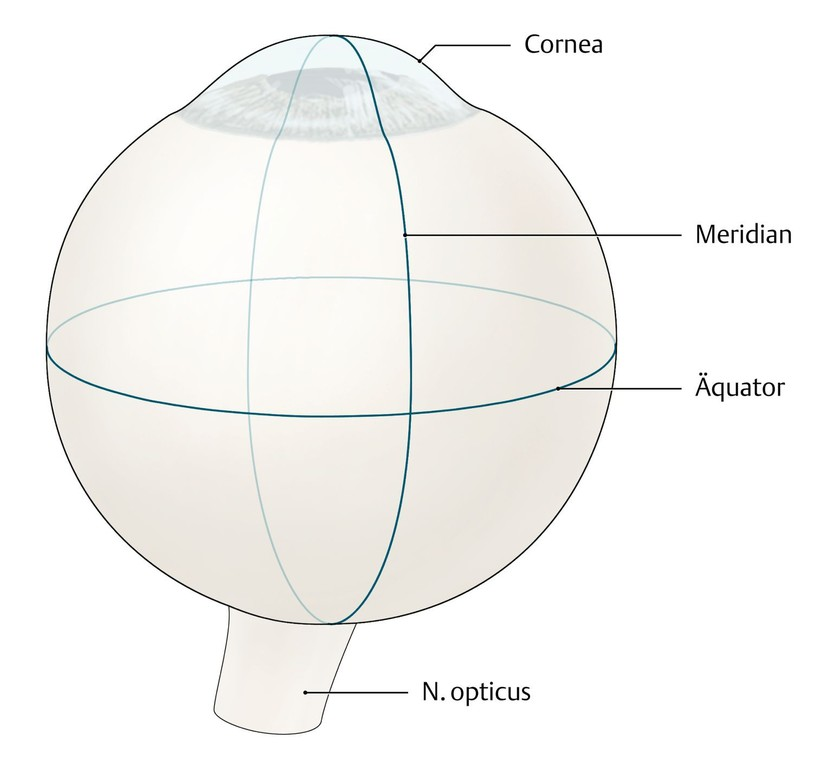 Cornea
Meridian
Äquator
N. opticus